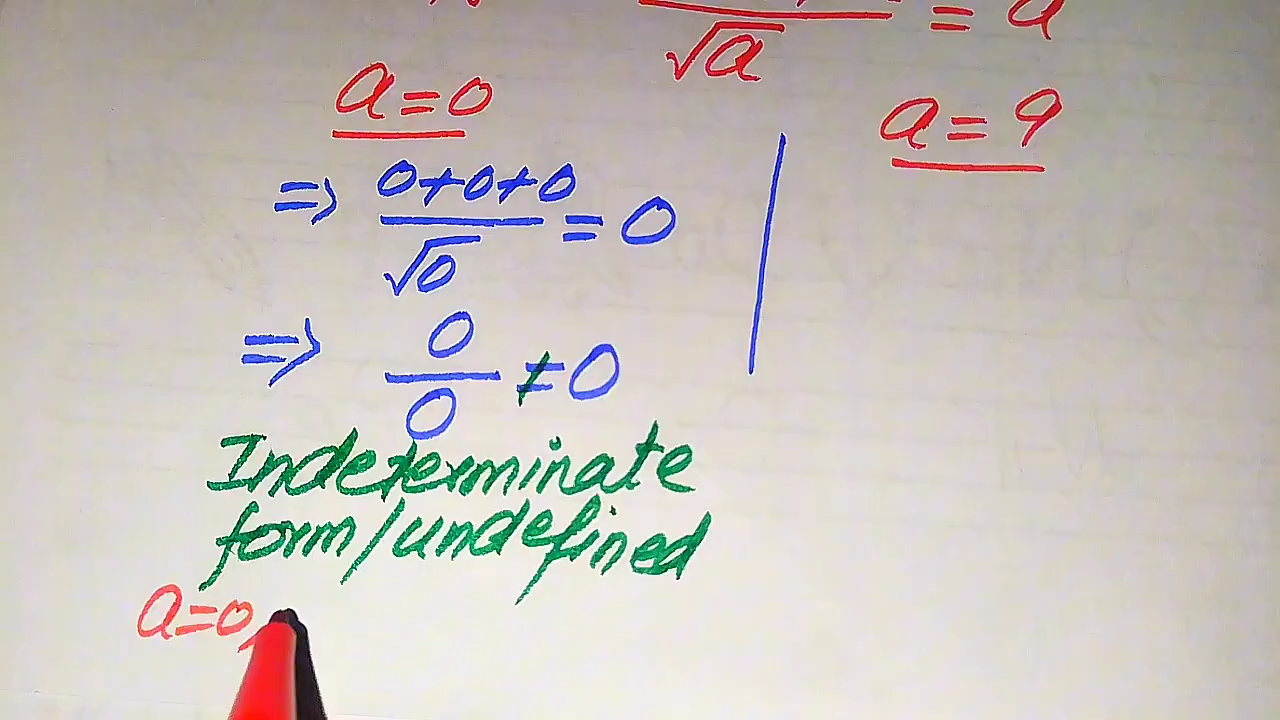 √a = a
a=0
a=9
⇒ 0+0+0 / √0 = 0
⇒ 0/0 ≠ 0
Indeterminate
form/undefined
a=0,